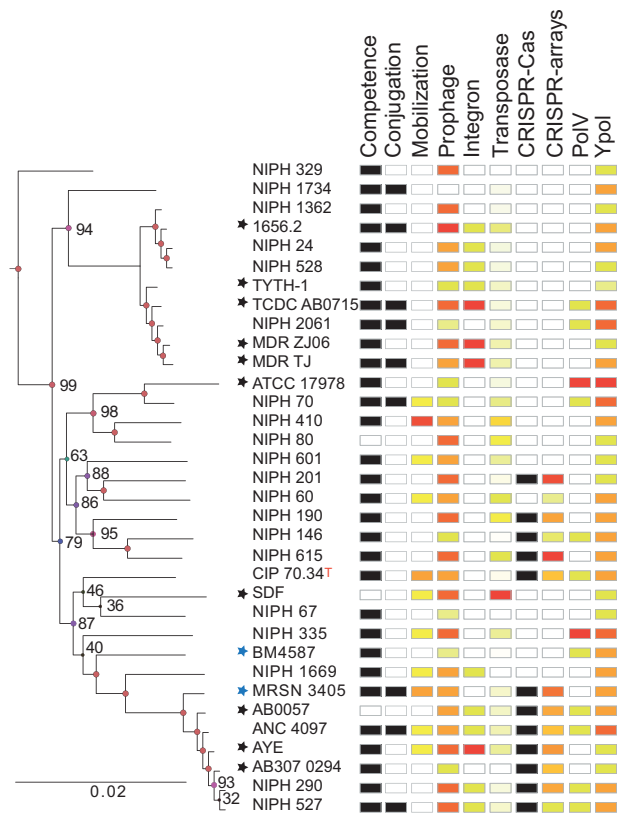 Competence
Conjugation
Mobilization
Prophage
Integron
Transposase
CRISPR-Cas
CRISPR-arrays
PolV
Ypol
NIPH 329
NIPH 1734
NIPH 1362
1656.2
NIPH 24
NIPH 528
TYTH-1
TCDC AB0715
NIPH 2061
MDR ZJ06
MDR TJ
ATCC 17978
NIPH 70
NIPH 410
NIPH 80
NIPH 601
NIPH 201
NIPH 60
NIPH 190
NIPH 146
NIPH 615
CIP 70.34T
SDF
NIPH 67
NIPH 335
BM4587
NIPH 1669
MRSN 3405
AB0057
ANC 4097
AYE
AB307 0294
NIPH 290
NIPH 527
94
99
98
63
88
86
95
79
46
36
87
40
93
32
0.02